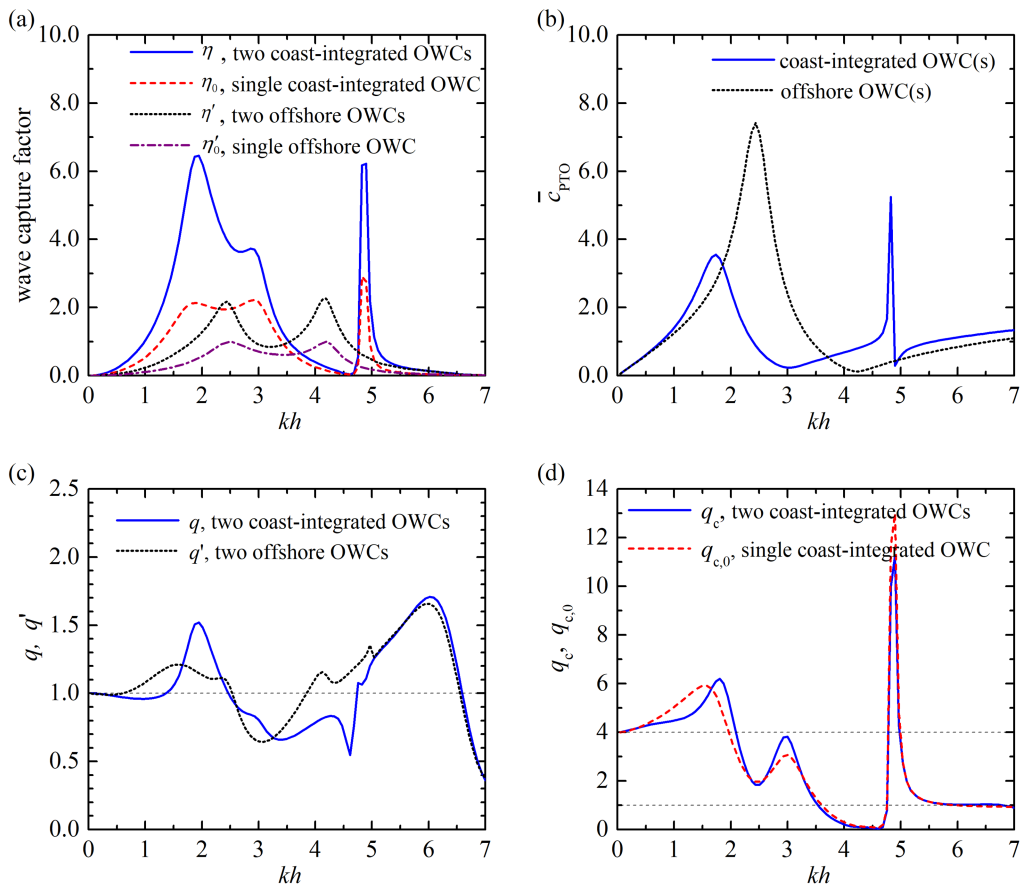 (a)
10.0
8.0
6.0
4.0
2.0
0.0
wave capture factor
η , two coast-integrated OWCs
η₀, single coast-integrated OWC
η', two offshore OWCs
η'₀, single offshore OWC
0 1 2 3 4 5 6 7
kh
(b)
10.0
8.0
6.0
4.0
2.0
0.0
c̄PTO
coast-integrated OWC(s)
offshore OWC(s)
0 1 2 3 4 5 6 7
kh
(c)
2.5
2.0
1.5
1.0
0.5
0.0
q, q'
q, two coast-integrated OWCs
q', two offshore OWCs
0 1 2 3 4 5 6 7
kh
(d)
14
12
10
8
6
4
2
1
0
qc, qc,0
qc, two coast-integrated OWCs
qc,0, single coast-integrated OWC
0 1 2 3 4 5 6 7
kh